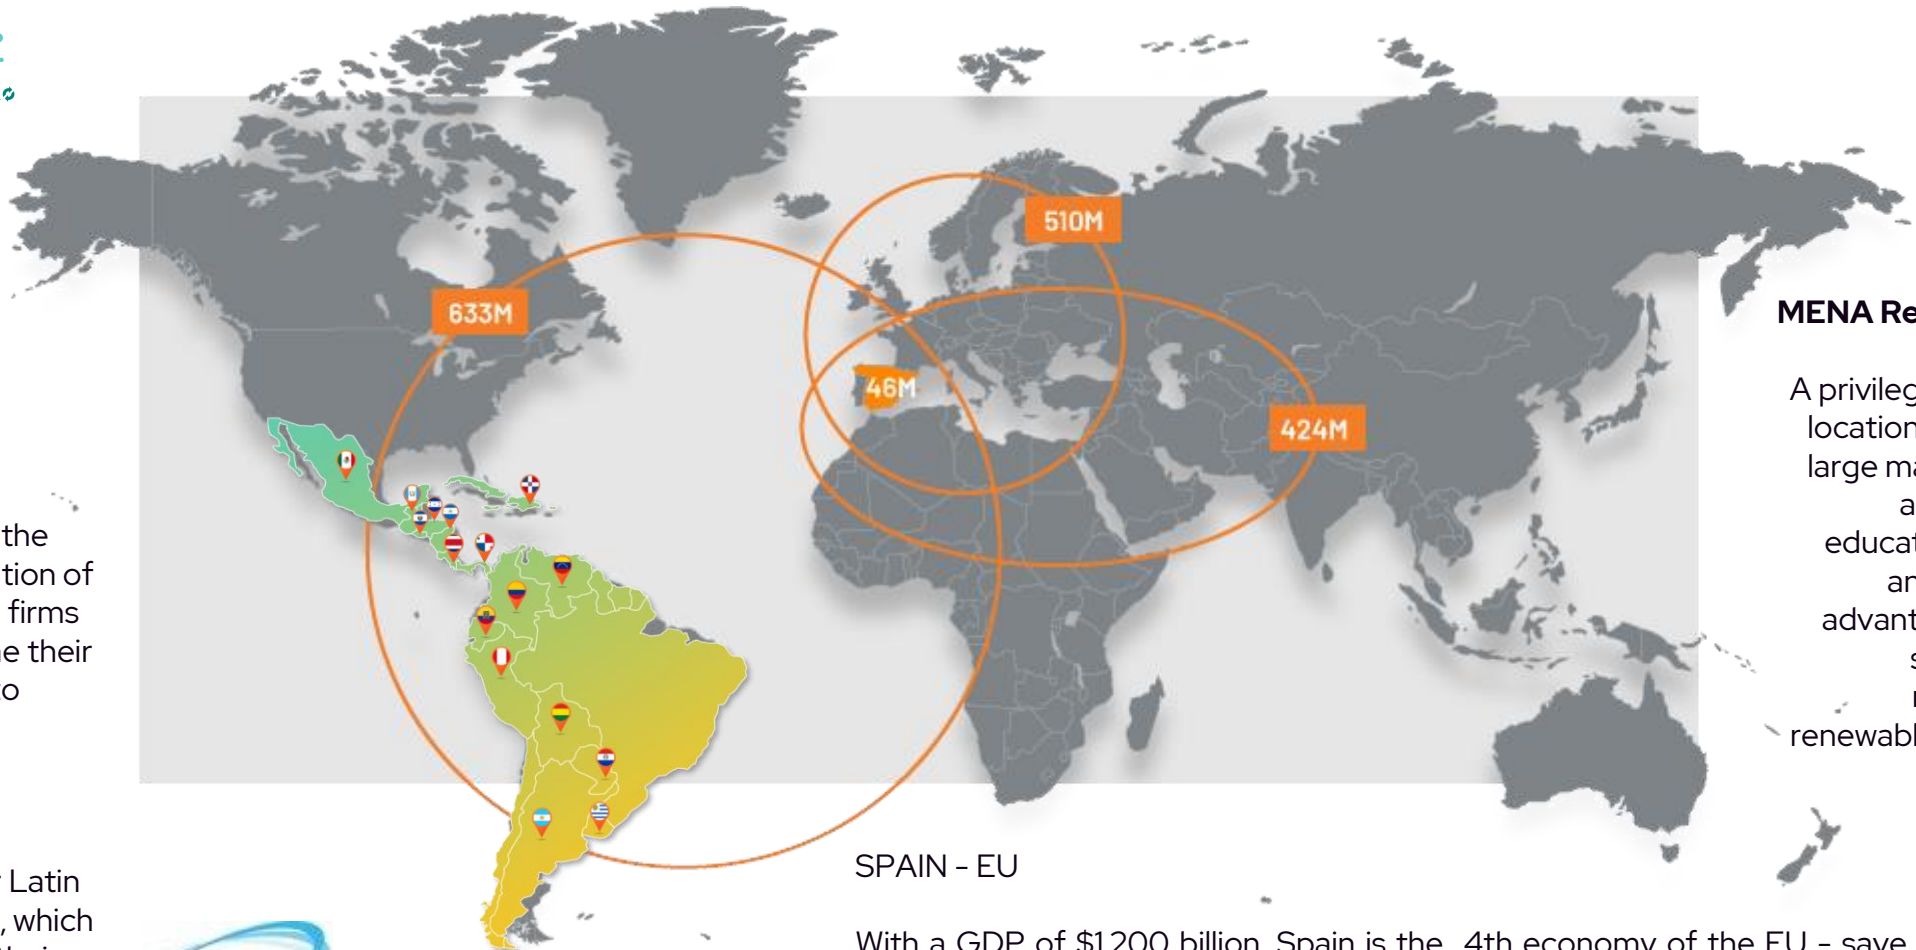 510M
633M
46M
424M
MENA Re
A privileg
location
large ma
a
educat
an
advant
s
renewabl
the
tion of
firms
e their
to
Latin
, which
SPAIN - EU
With a GDP of $1200 billion, Spain is the 4th economy of the EU - save